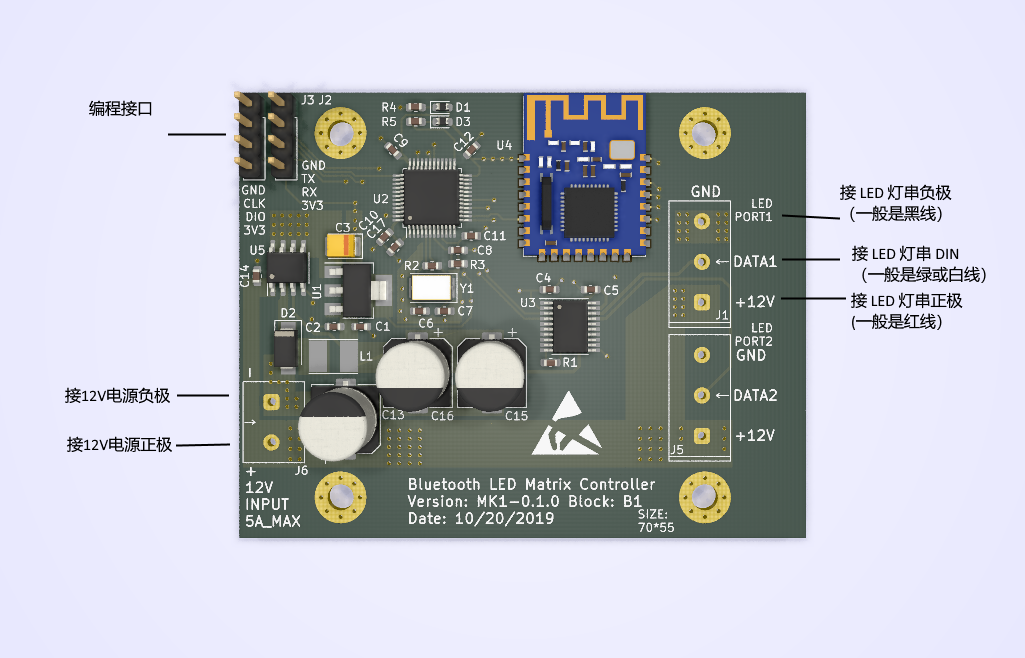 编程接口
J3 J2
GND
TX
RX
3V3
GND
CLK
DIO
3V3
R4
R5
D1
D3
C9
C12
U4
U2
C10
C17
C3
C11
C8
R3
R2
U5
C14
U1
Y1
C2
C1
C6
C7
D2
L1
C4
C5
U3
R1
C13
C16
C15
GND
LED
PORT1
←DATA1
+12V
J1
LED
PORT2
GND
←DATA2
+12V
J5
接 LED 灯串负极
(一般是黑线)
接 LED 灯串 DIN
(一般是绿或白线)
接 LED 灯串正极
(一般是红线)
接12V电源负极
接12V电源正极
-
→
+
J6
12V
INPUT
5A_MAX
Bluetooth LED Matrix Controller
Version: MK1-0.1.0 Block: B1
Date: 10/20/2019
SIZE:
70*55